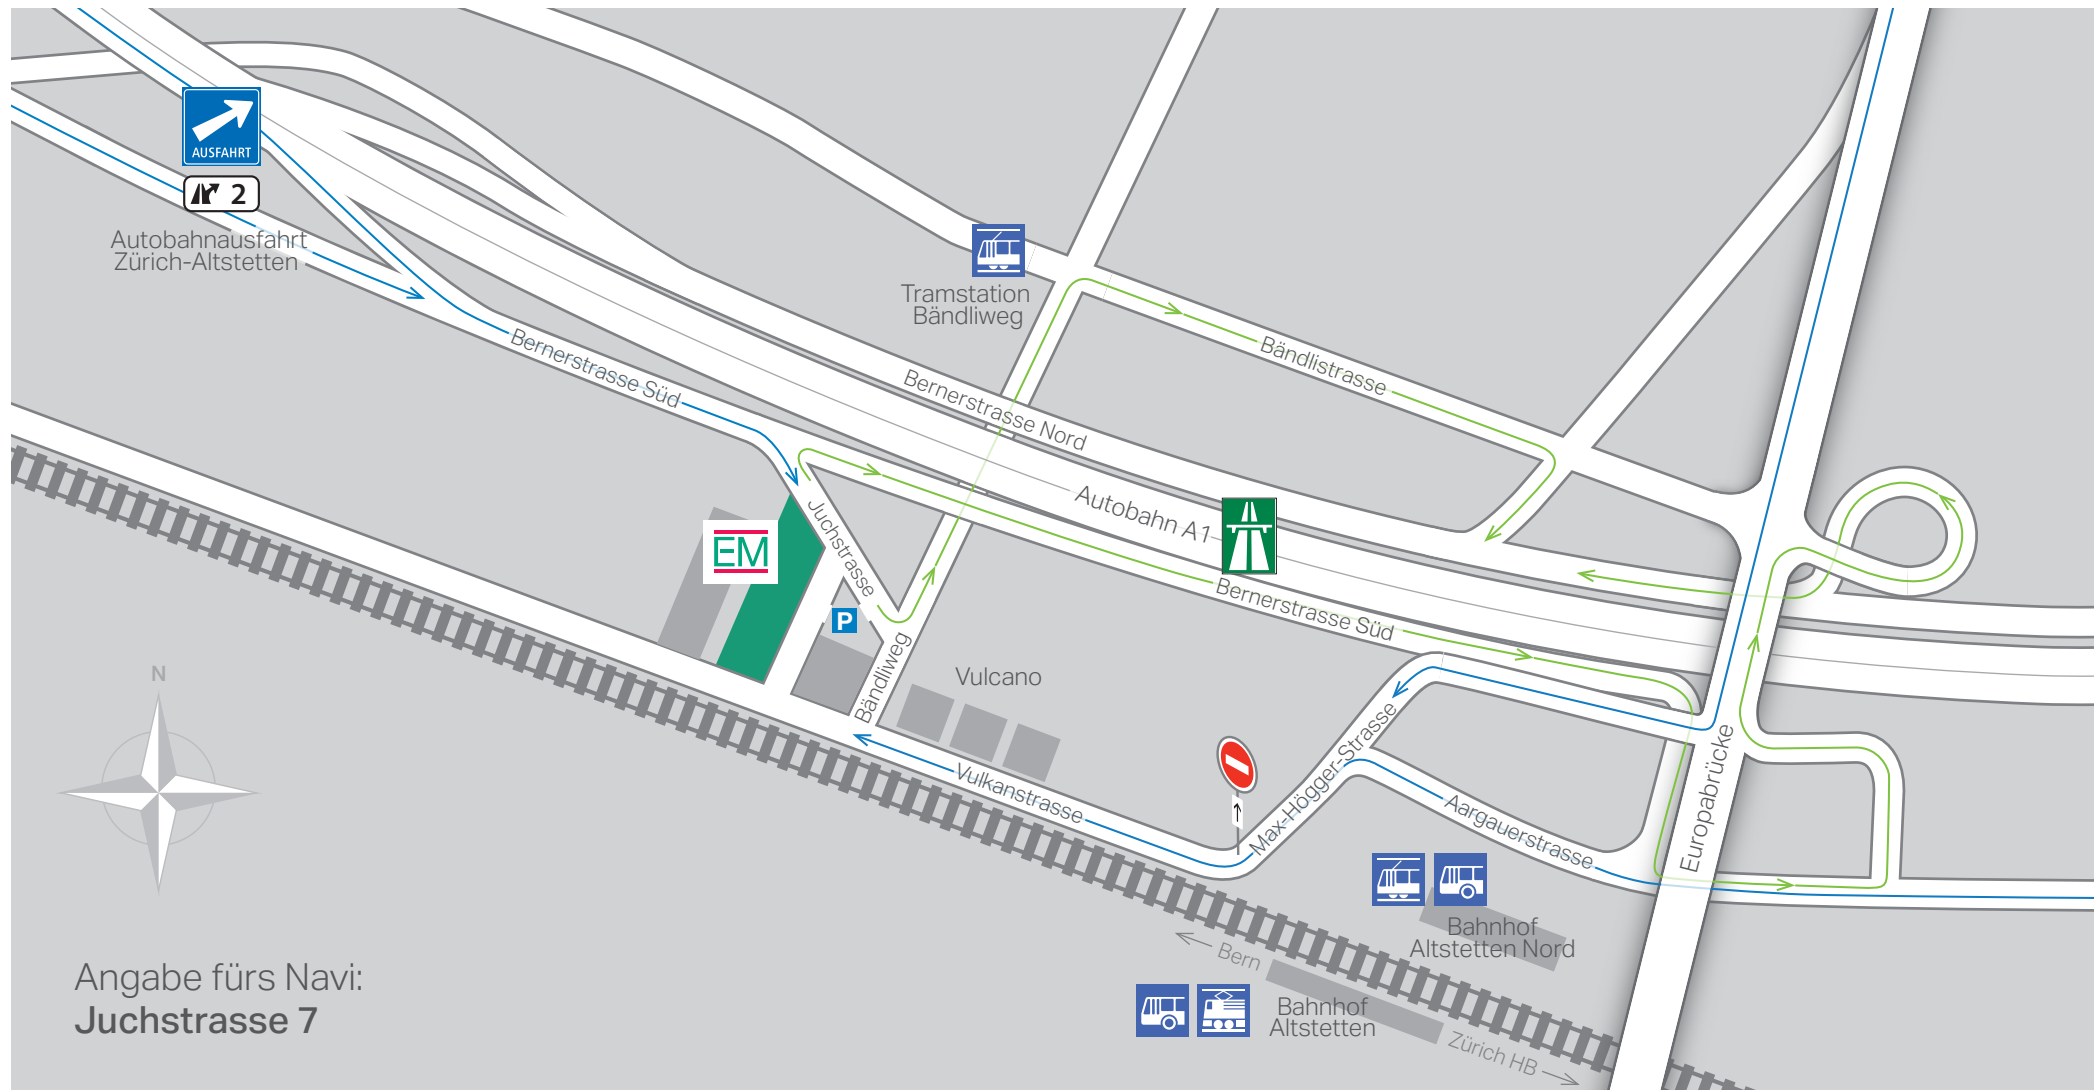 AUSFAHRT
2
Autobahnausfahrt
Zürich-Altstetten
Tramstation
Bändliweg
Bernerstrasse Süd
Bernerstrasse Nord
Bändlistrasse
Autobahn A1
EM
Juchstrasse
Bernerstrasse Süd
P
Bändliweg
Vulcano
N
Vulkanstrasse
Max-Högger-Strasse
Aargauerstrasse
Europabrücke
Bahnhof
Altstetten Nord
Bern
Bahnhof
Altstetten
Zürich HB
Angabe fürs Navi:
Juchstrasse 7